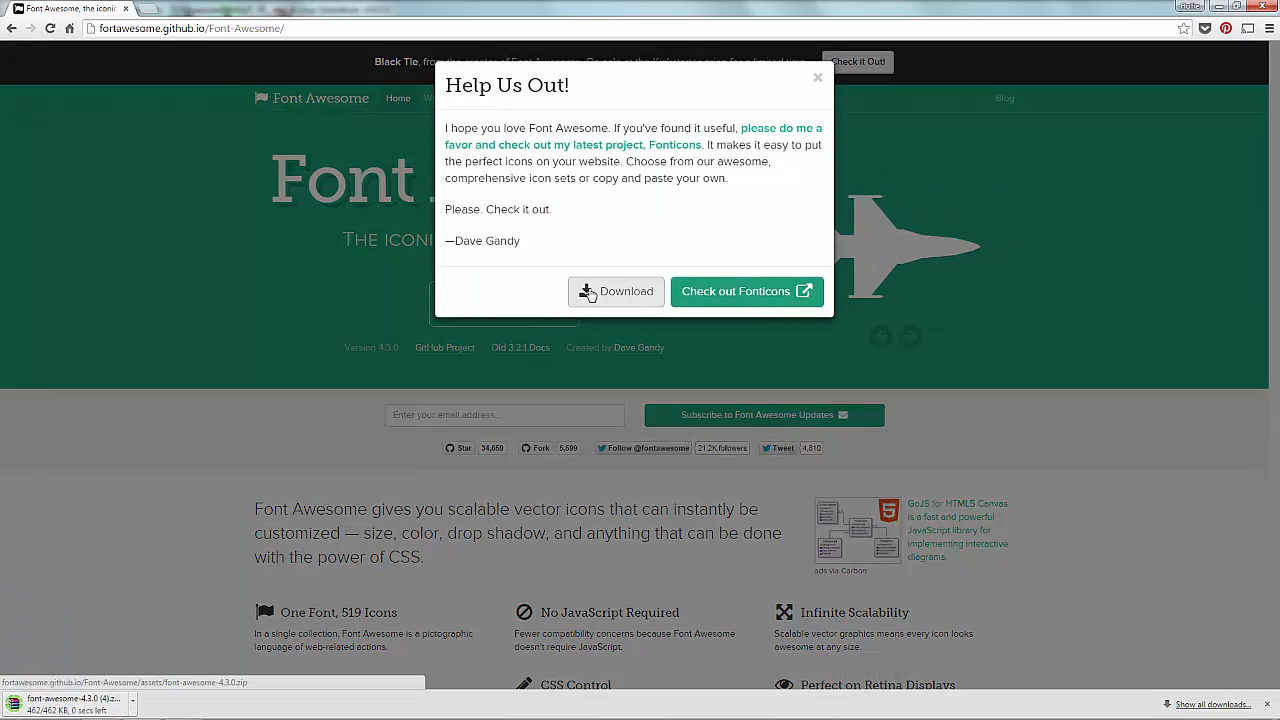 Font Awesome, the iconic
Hollie
fortawesome.github.io/Font-Awesome/
Check it Out!
Font Awesome
Home
Blog
Help Us Out!
I hope you love Font Awesome. If you've found it useful, please do me a
favor and check out my latest project, Fonticons. It makes it easy to put
the perfect icons on your website. Choose from our awesome,
comprehensive icon sets or copy and paste your own.
Please. Check it out.
—Dave Gandy
Download
Check out Fonticons
Font
THE ICONI
Version 4.3.0
GitHub Project
Old 3.2.1 Docs
Created by Dave Gandy
Enter your email address...
Subscribe to Font Awesome Updates
Star 34,659
Fork 5,599
Follow @fontawesome 21.2K followers
Tweet 4,810
Font Awesome gives you scalable vector icons that can instantly be
customized — size, color, drop shadow, and anything that can be done
with the power of CSS.
GoJS for HTML5 Canvas
is a fast and powerful
JavaScript library for
implementing interactive
diagrams.
ads via Carbon
One Font, 519 Icons
In a single collection, Font Awesome is a pictographic
language of web-related actions.
No JavaScript Required
Fewer compatibility concerns because Font Awesome
doesn't require JavaScript.
Infinite Scalability
Scalable vector graphics means every icon looks
awesome at any size.
CSS Control
Perfect on Retina Displays
fortawesome.github.io/Font-Awesome/assets/font-awesome-4.3.0.zip
font-awesome-4.3.0 (4).z...
462/462 KB, 0 secs left
Show all downloads...